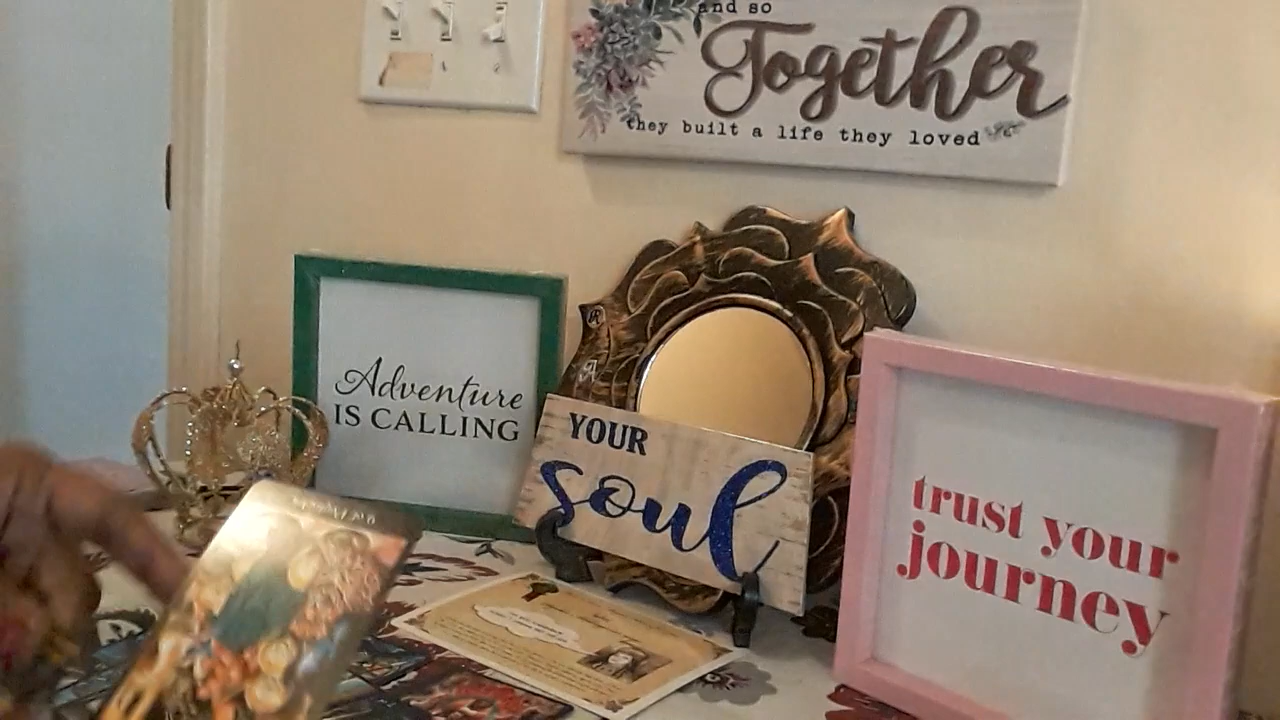 and so
Together
they built a life they loved
Adventure
IS CALLING
YOUR
soul
trust your
journey